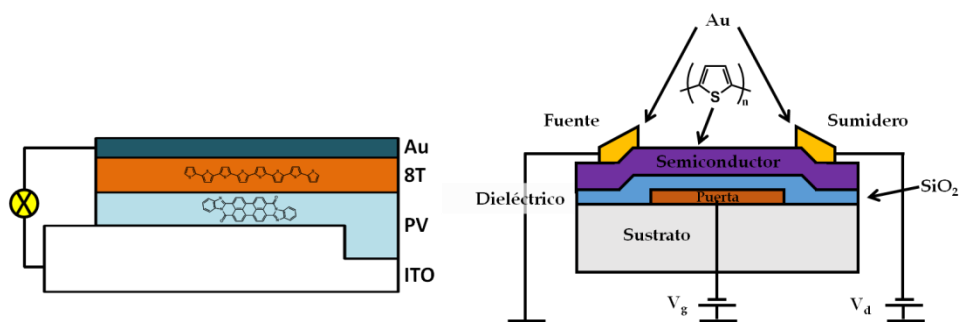 Au
8T
PV
ITO
Au
( S )n
Fuente
Sumidero
Semiconductor
SiO2
Dieléctrico
Puerta
Sustrato
Vg
Vd